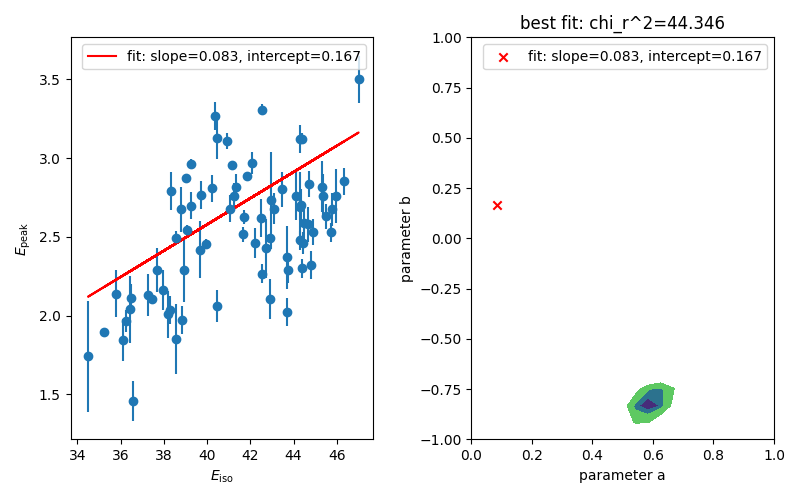 best fit: chi_r^2=44.346
fit: slope=0.083, intercept=0.167
fit: slope=0.083, intercept=0.167
3.5
3.0
2.5
2.0
1.5
E_peak
34 36 38 40 42 44 46
E_iso
1.00
0.75
0.50
0.25
0.00
−0.25
−0.50
−0.75
−1.00
parameter b
0.0 0.2 0.4 0.6 0.8 1.0
parameter a